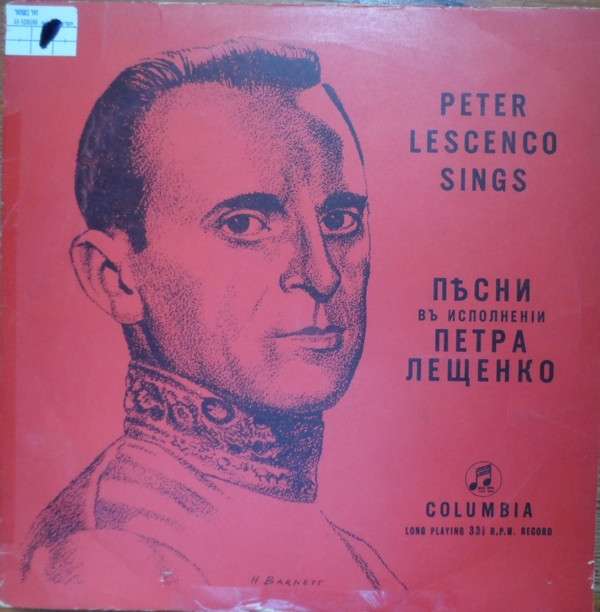 PETER
LESCENCO
SINGS
ПѢСНИ
ВЪ ИСПОЛНЕНІИ
ПЕТРА
ЛЕЩЕНКО
COLUMBIA
LONG PLAYING 33⅓ R.P.M. RECORD
H BARNETT